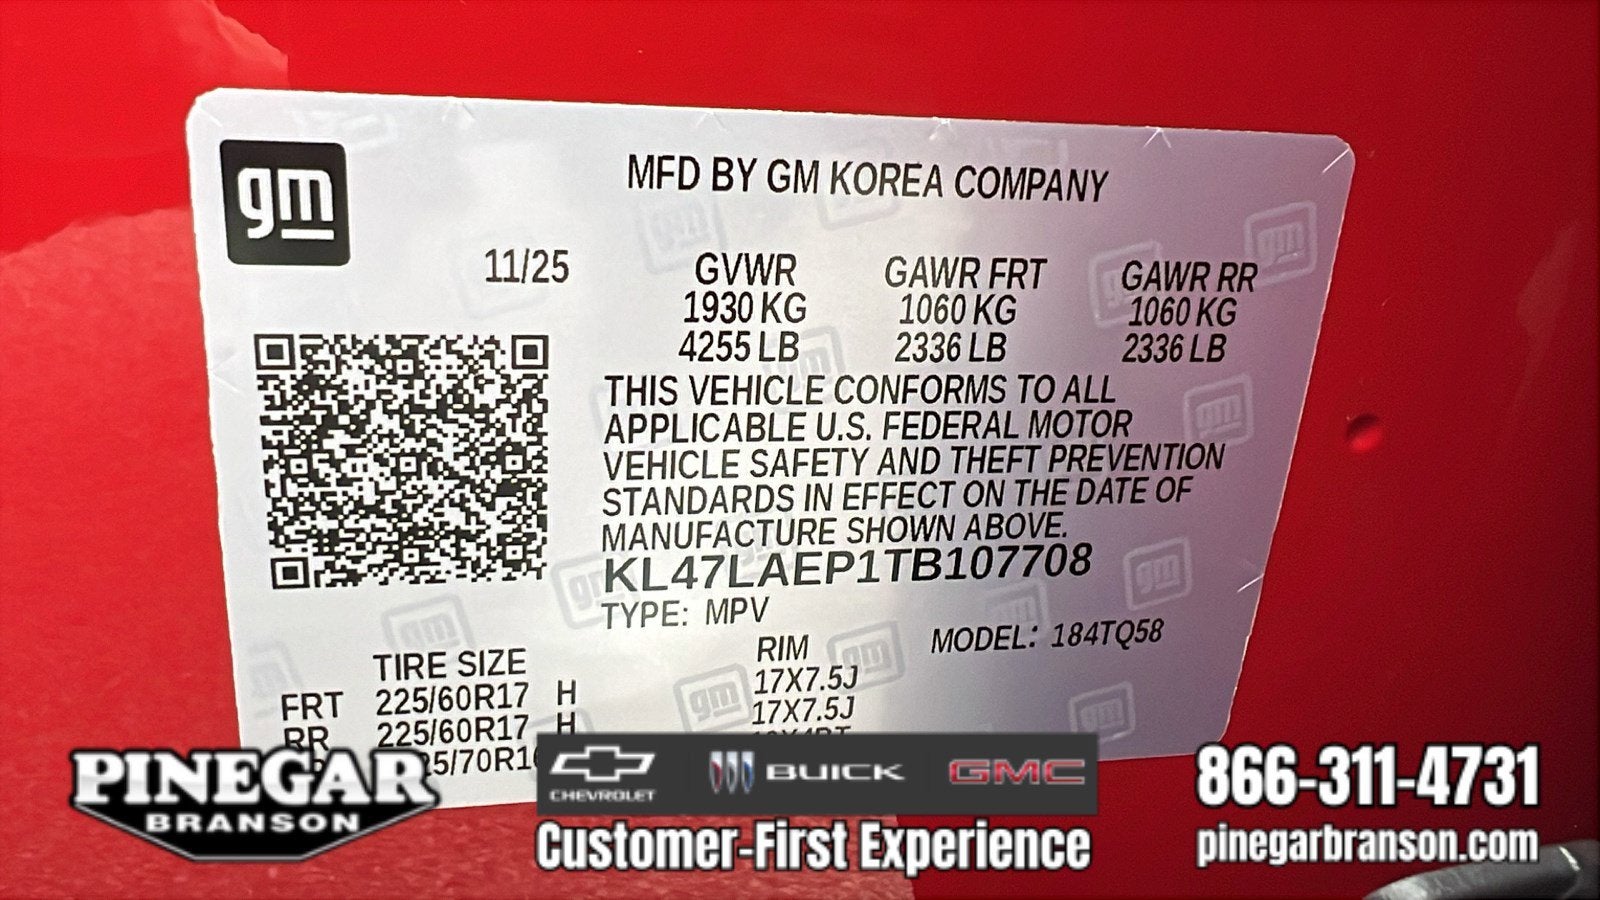 gm
MFD BY GM KOREA COMPANY
11/25
GVWR GAWR FRT GAWR RR
1930 KG 1060 KG 1060 KG
4255 LB 2336 LB 2336 LB
THIS VEHICLE CONFORMS TO ALL
APPLICABLE U.S. FEDERAL MOTOR
VEHICLE SAFETY AND THEFT PREVENTION
STANDARDS IN EFFECT ON THE DATE OF
MANUFACTURE SHOWN ABOVE.
KL47LAEP1TB107708
TYPE: MPV
MODEL: 184TQ58
TIRE SIZE RIM
FRT 225/60R17 H 17X7.5J
RR 225/60R17 H 17X7.5J
PINEGAR
BRANSON
CHEVROLET BUICK GMC
Customer-First Experience
866-311-4731
pinegarbranson.com